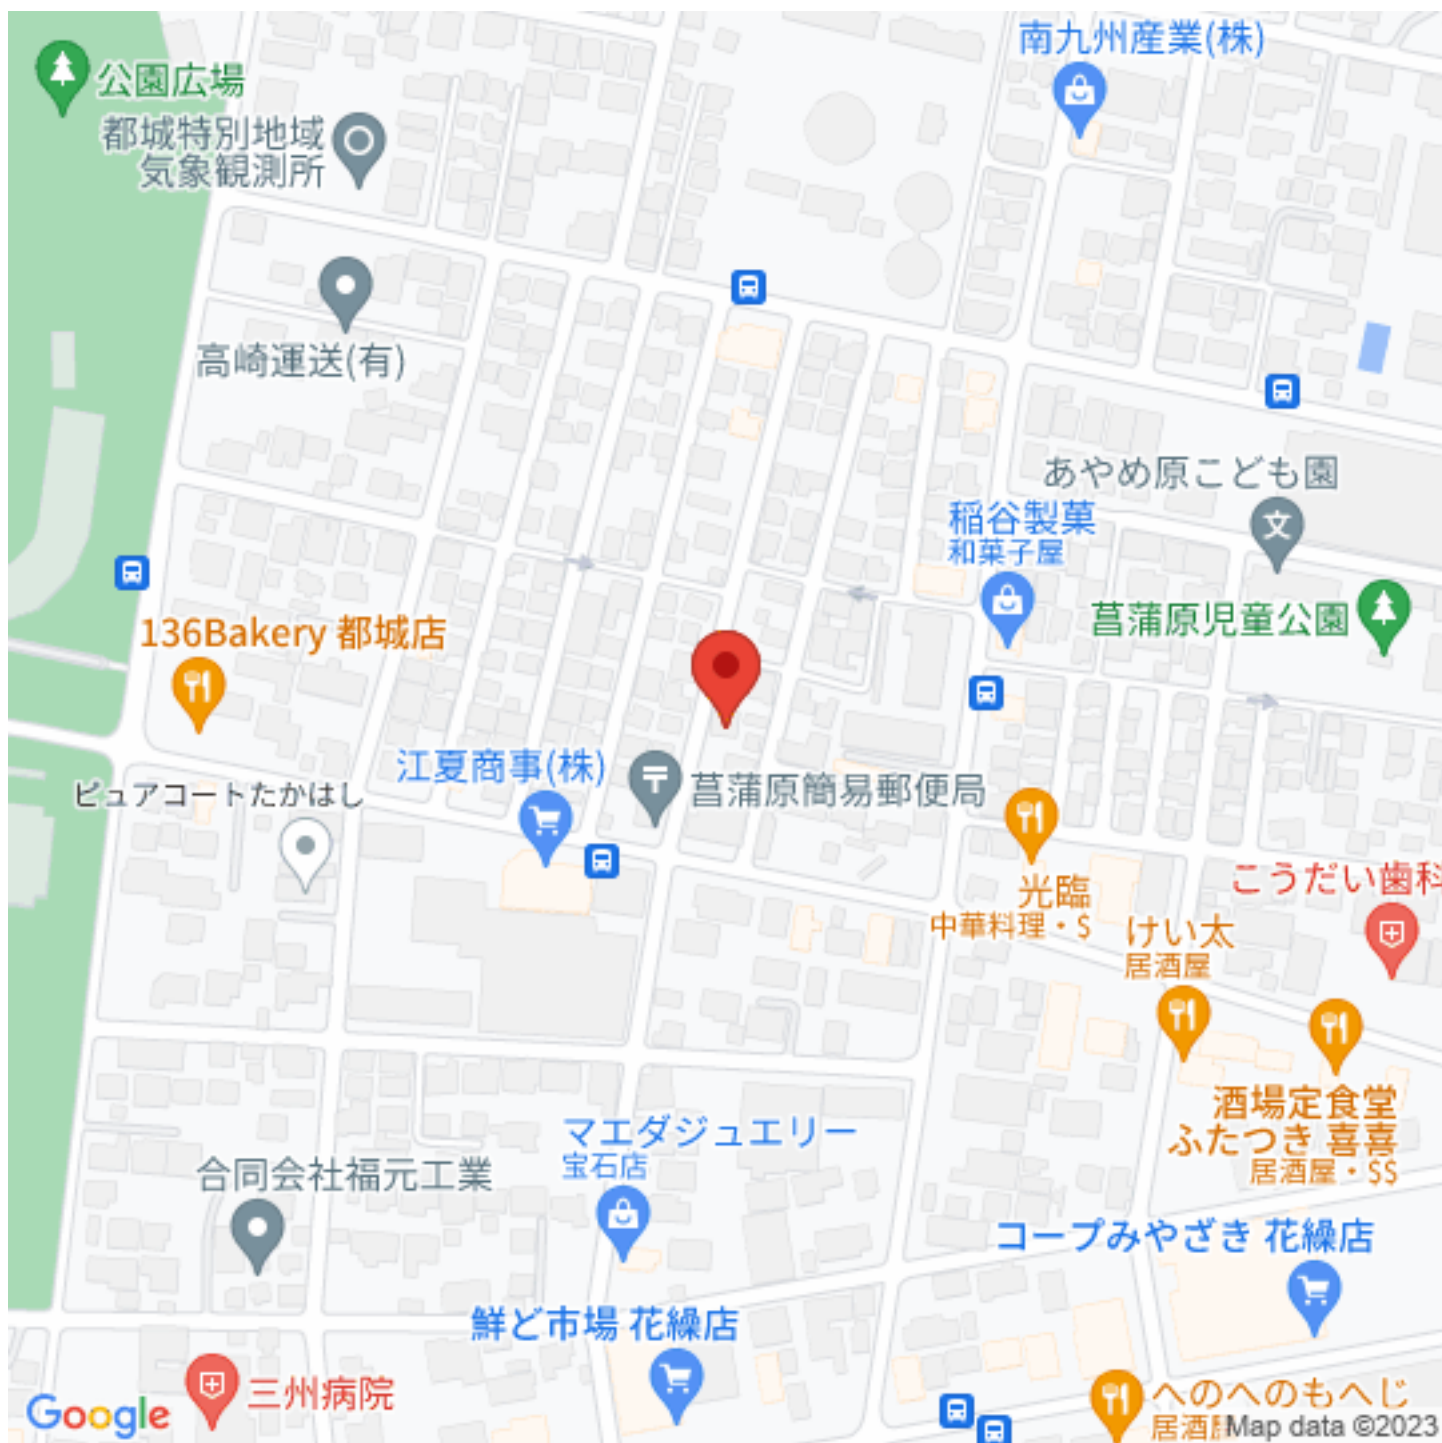 南九州産業(株)
公園広場
都城特別地域
気象観測所
高崎運送(有)
あやめ原こども園
稲谷製菓
和菓子屋
菖蒲原児童公園
136Bakery 都城店
江夏商事(株)
菖蒲原簡易郵便局
ピュアコートたかはし
光臨
中華料理・$
こうだい歯科
けい太
居酒屋
酒場定食堂
ふたつき 喜喜
居酒屋・$$
マエダジュエリー
宝石店
合同会社福元工業
コープみやざき 花繰店
鮮ど市場 花繰店
三州病院
へのへのもへじ
居酒屋
Google
Map data ©2023